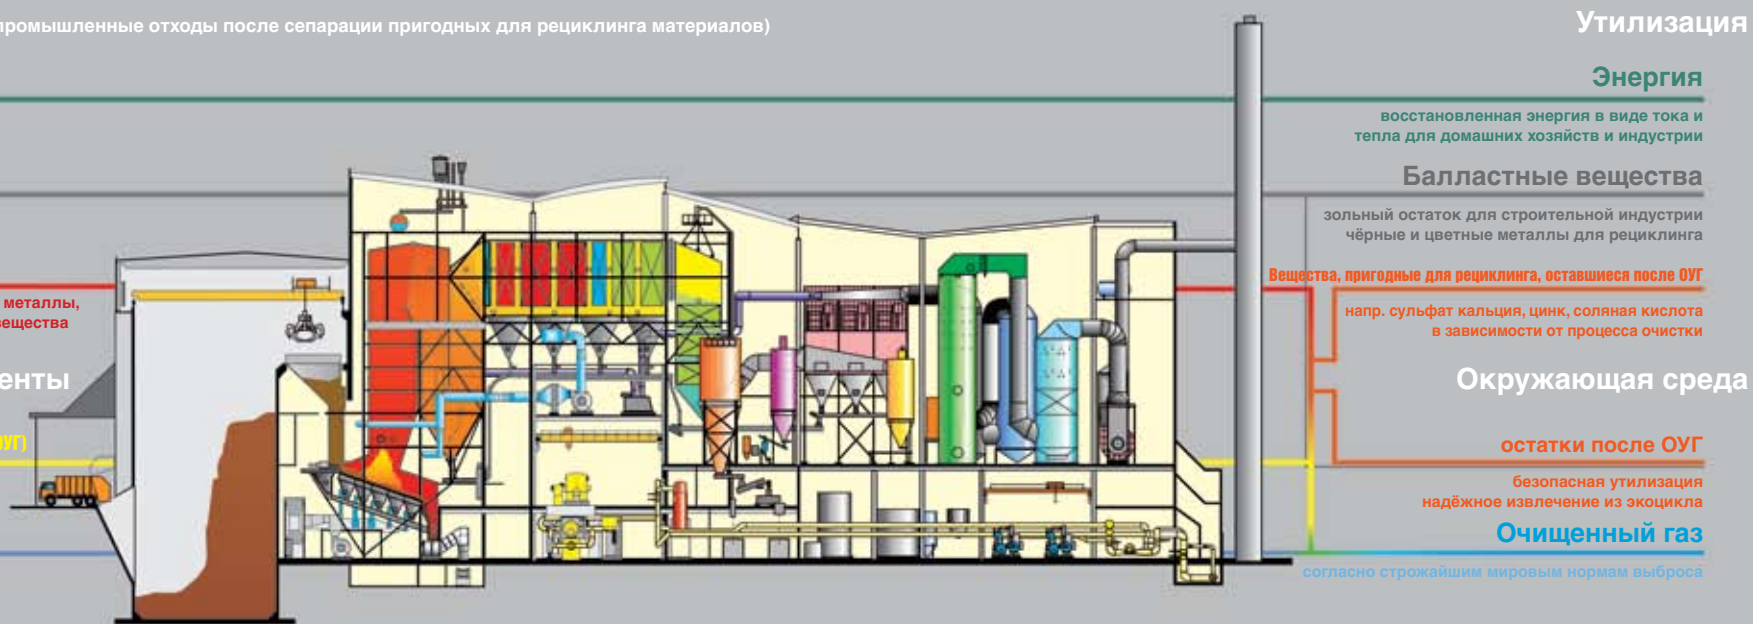 промышленные отходы после сепарации пригодных для рециклинга материалов)
Утилизация
Энергия
восстановленная энергия в виде тока и
тепла для домашних хозяйств и индустрии
Балластные вещества
зольный остаток для строительной индустрии
чёрные и цветные металлы для рециклинга
Вещества, пригодные для рециклинга, оставшиеся после ОУГ
металлы,
вещества
напр. сульфат кальция, цинк, соляная кислота
в зависимости от процесса очистки
енты
Окружающая среда
ОУГ)
остатки после ОУГ
безопасная утилизация
надёжное извлечение из экоцикла
Очищенный газ
согласно строжайшим мировым нормам выброса